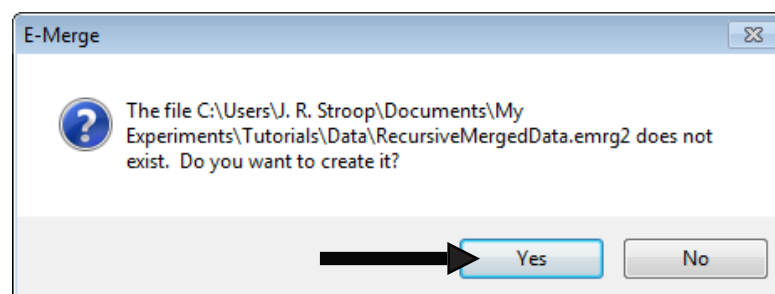 E-Merge
The file C:\Users\J. R. Stroop\Documents\My
Experiments\Tutorials\Data\RecursiveMergedData.emrg2 does not
exist.  Do you want to create it?
Yes
No